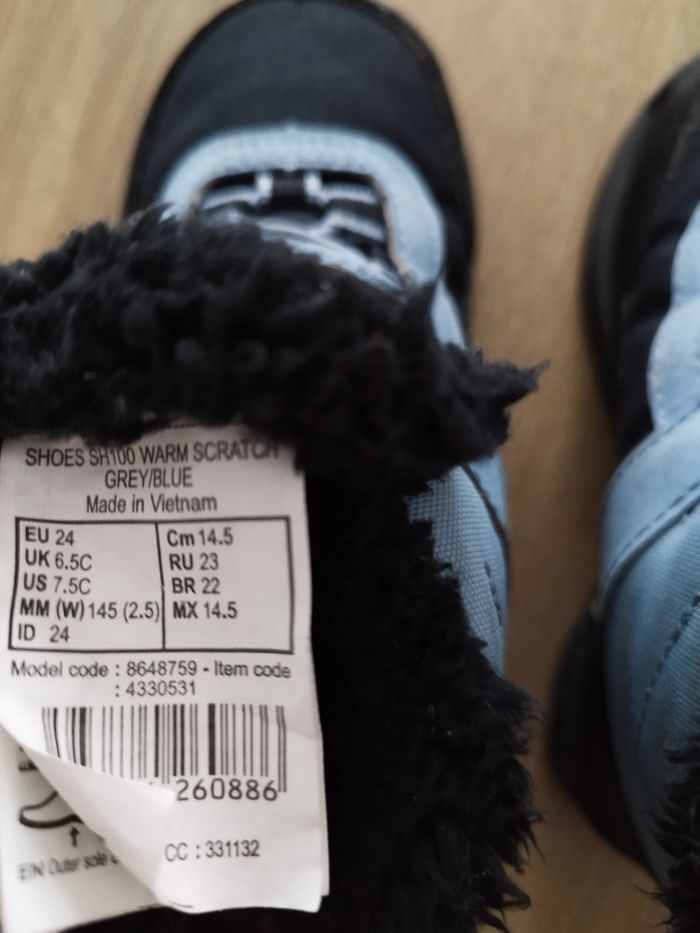 SHOES SH100 WARM SCRATCH
GREY/BLUE
Made in Vietnam
EU 24
UK 6.5C
US 7.5C
MM (W) 145 (2.5)
ID 24
Cm 14.5
RU 23
BR 22
MX 14.5
Model code : 8648759 - Item code
: 4330531
260886
CC : 331132
Outer sole